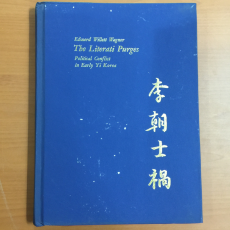 Edward Willett Wagner
The Literati Purges
Political Conflict
in Early Yi Korea
李朝士禍